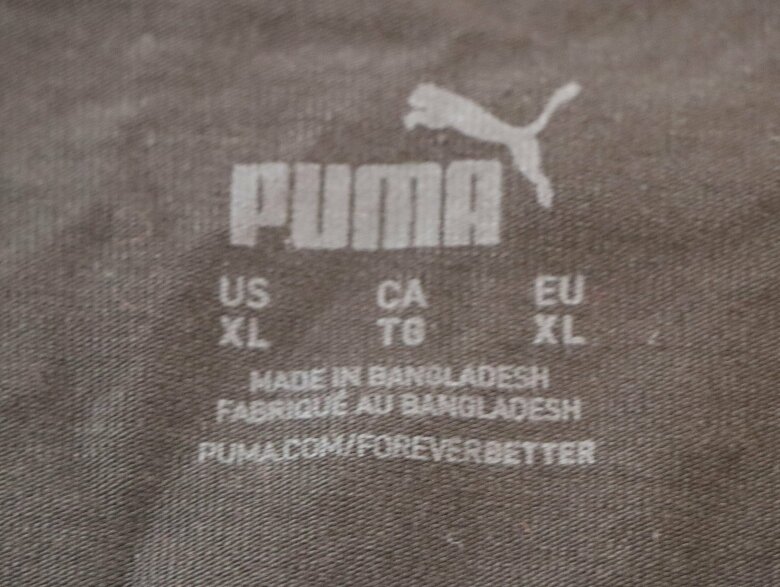 PUMA
US CA EU
XL TG XL
MADE IN BANGLADESH
FABRIQUÉ AU BANGLADESH
PUMA.COM/FOREVERBETTER